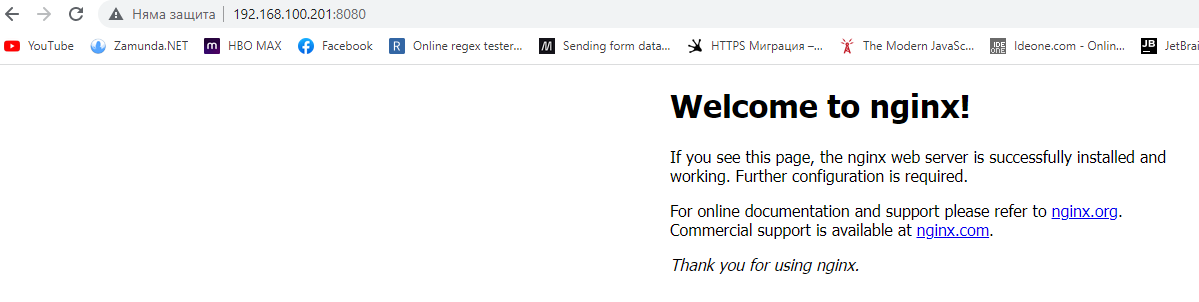 Няма защита | 192.168.100.201:8080
YouTube Zamunda.NET HBO MAX Facebook Online regex tester... Sending form data... HTTPS Миграция –... The Modern JavaSc... Ideone.com - Onlin... JetBrai
Welcome to nginx!
If you see this page, the nginx web server is successfully installed and
working. Further configuration is required.
For online documentation and support please refer to nginx.org.
Commercial support is available at nginx.com.
Thank you for using nginx.